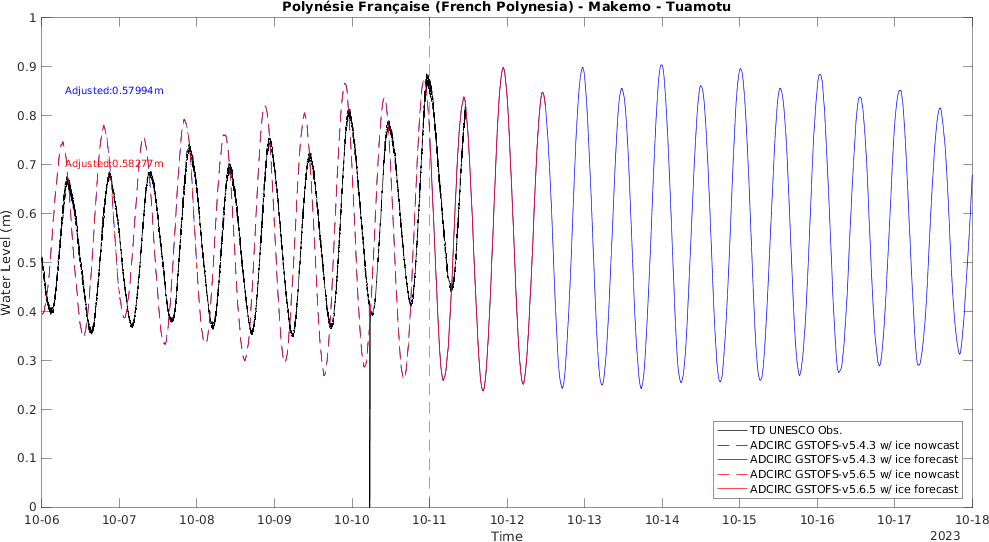 Polynésie Française (French Polynesia) - Makemo - Tuamotu
1
0.9
0.8
0.7
0.6
0.5
0.4
0.3
0.2
0.1
0
Water Level (m)
Adjusted:0.57994m
Adjusted:0.58277m
TD UNESCO Obs.
ADCIRC GSTOFS-v5.4.3 w/ ice nowcast
ADCIRC GSTOFS-v5.4.3 w/ ice forecast
ADCIRC GSTOFS-v5.6.5 w/ ice nowcast
ADCIRC GSTOFS-v5.6.5 w/ ice forecast
10-06 10-07 10-08 10-09 10-10 10-11 10-12 10-13 10-14 10-15 10-16 10-17 10-18
Time
2023